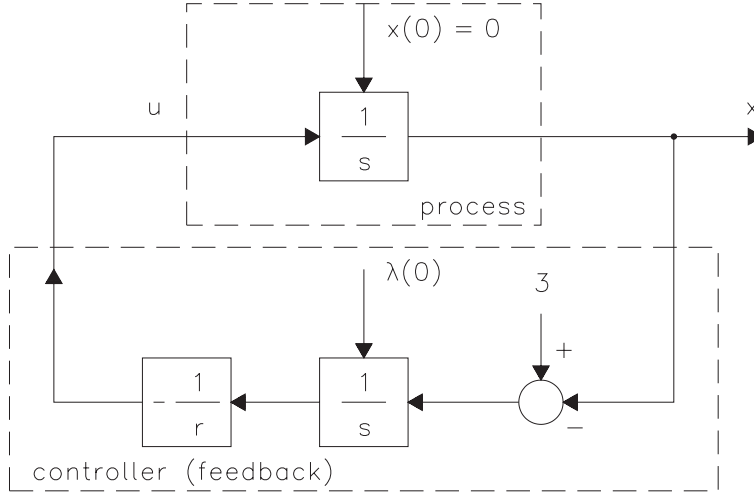 x(0) = 0
u
1
s
x
process
λ(0)
3
+
- 1
r
1
s
-
controller (feedback)